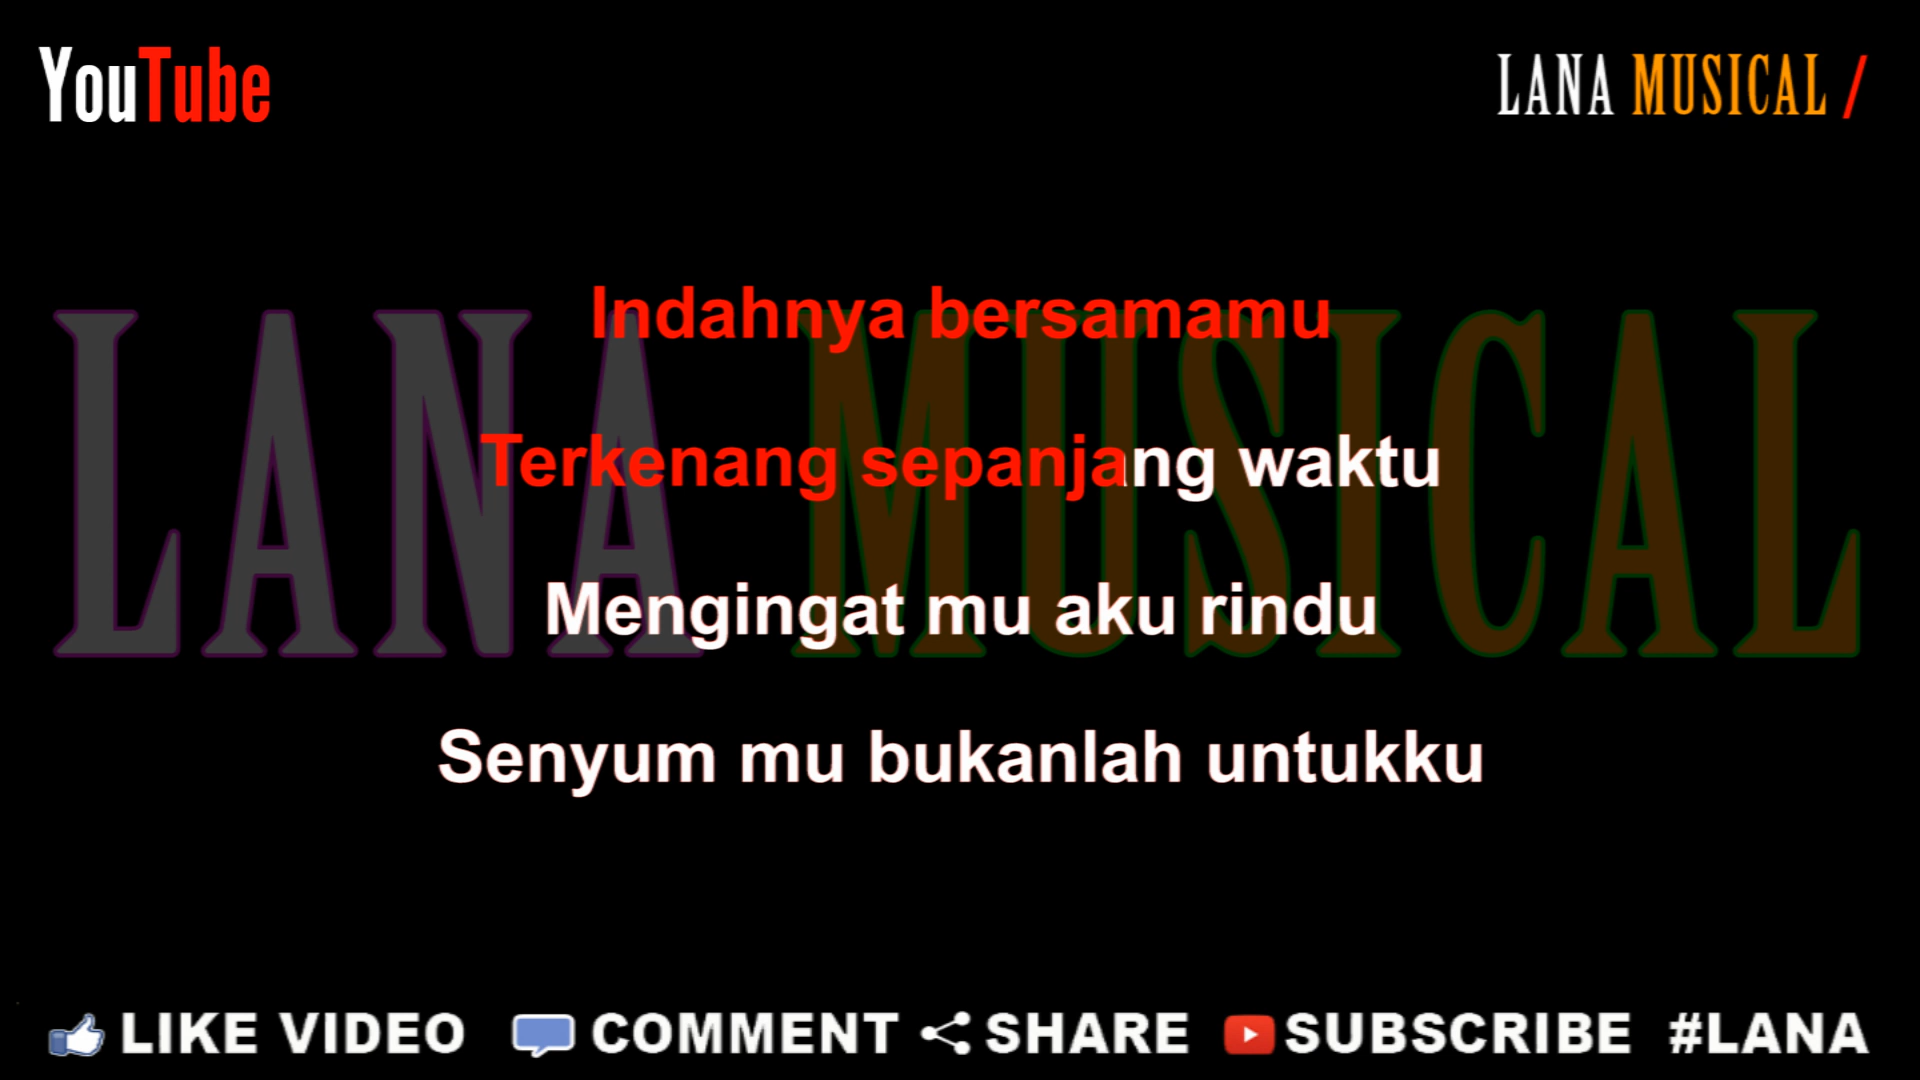 YouTube
LANA MUSICAL /
LANA MUSICAL
Indahnya bersamamu
Terkenang sepanjang waktu
Mengingat mu aku rindu
Senyum mu bukanlah untukku
LIKE VIDEO COMMENT SHARE SUBSCRIBE #LANA